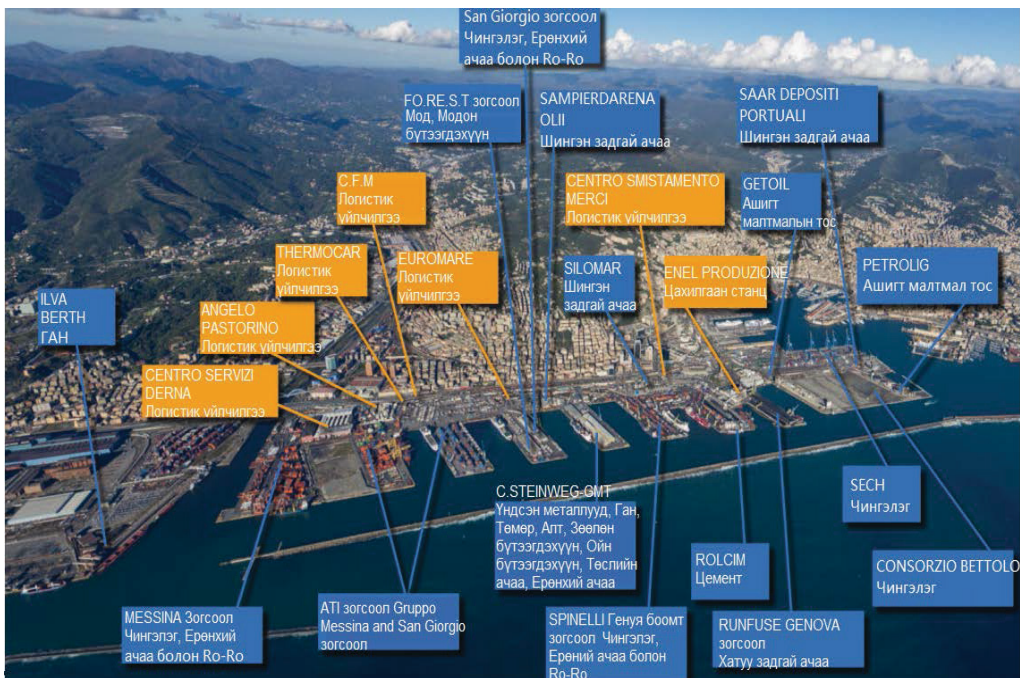 San Giorgio зогсоол
Чингэлэг, Ерөнхий
ачаа болон Ro-Ro
FO.RE.S.T зогсоол
Мод, Модон
бүтээгдэхүүн
SAMPIERDARENA
OLII
Шингэн задгай ачаа
SAAR DEPOSITI
PORTUALI
Шингэн задгай ачаа
C.F.M
Логистик
үйлчилгээ
CENTRO SMISTAMENTO
MERCI
Логистик үйлчилгээ
GETOIL
Ашигт
малтмалын тос
THERMOCAR
Логистик
үйлчилгээ
EUROMARE
Логистик
үйлчилгээ
SILOMAR
Шингэн
задгай ачаа
ENEL PRODUZIONE
Цахилгаан станц
PETROLIG
Ашигт малтмал тос
ILVA
BERTH
ГАН
ANGELO
PASTORINO
Логистик үйлчилгээ
CENTRO SERVIZI
DERNA
Логистик үйлчилгээ
C.STEINWEG-GMT
Үндсэн металлууд, Ган,
Төмөр, Алт, Зөөлөн
бүтээгдэхүүн, Ойн
бүтээгдэхүүн, Төслийн
ачаа, Ерөнхий ачаа
SECH
Чингэлэг
ROLCIM
Цемент
CONSORZIO BETTOLO
Чингэлэг
MESSINA Зогсоол
Чингэлэг, Ерөнхий
ачаа болон Ro-Ro
ATI зогсоол Gruppo
Messina and San Giorgio
зогсоол
SPINELLI Генуя боомт
зогсоол Чингэлэг,
Ерөний ачаа болон
Ro-Ro
RUNFUSE GENOVA
зогсоол
Хатуу задгай ачаа